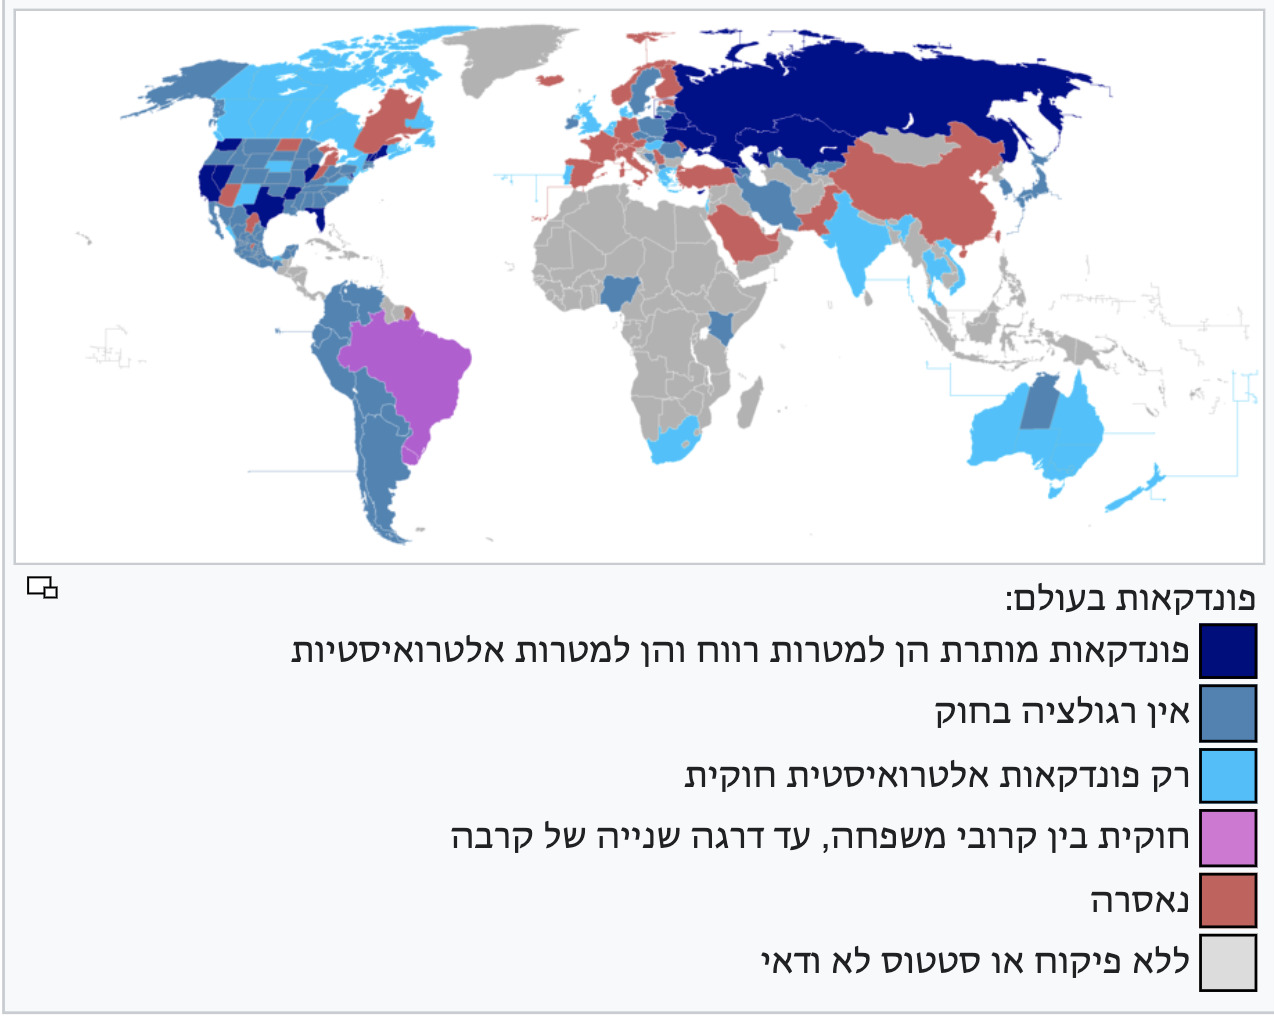 פונדקאות בעולם:
פונדקאות מותרת הן למטרות רווח והן למטרות אלטרואיסטיות
אין רגולציה בחוק
רק פונדקאות אלטרואיסטית חוקית
חוקית בין קרובי משפחה, עד דרגה שנייה של קרבה
נאסרה
ללא פיקוח או סטטוס לא ודאי